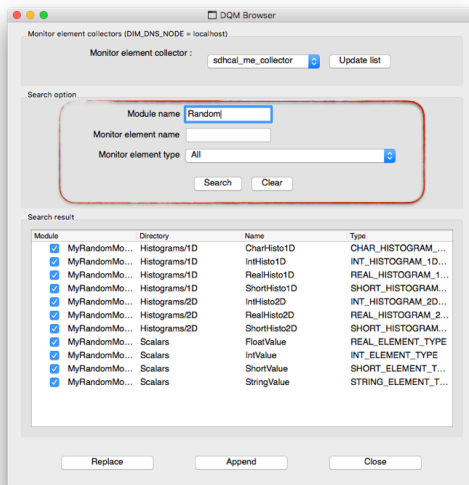 DQM Browser
Monitor element collectors (DIM_DNS_NODE = localhost)
Monitor element collector : sdhcal_me_collector Update list
Search option
Module name Random
Monitor element name
Monitor element type All
Search Clear
Search result
Module Directory Name Type
MyRandomMo... Histograms/1D CharHisto1D CHAR_HISTOGRAM_...
MyRandomMo... Histograms/1D IntHisto1D INT_HISTOGRAM_1D...
MyRandomMo... Histograms/1D RealHisto1D REAL_HISTOGRAM_1...
MyRandomMo... Histograms/1D ShortHisto1D SHORT_HISTOGRAM...
MyRandomMo... Histograms/2D IntHisto2D INT_HISTOGRAM_2D...
MyRandomMo... Histograms/2D RealHisto2D REAL_HISTOGRAM_2...
MyRandomMo... Histograms/2D ShortHisto2D SHORT_HISTOGRAM...
MyRandomMo... Scalars FloatValue REAL_ELEMENT_TYPE
MyRandomMo... Scalars IntValue INT_ELEMENT_TYPE
MyRandomMo... Scalars ShortValue SHORT_ELEMENT_T...
MyRandomMo... Scalars StringValue STRING_ELEMENT_T...
Replace Append Close